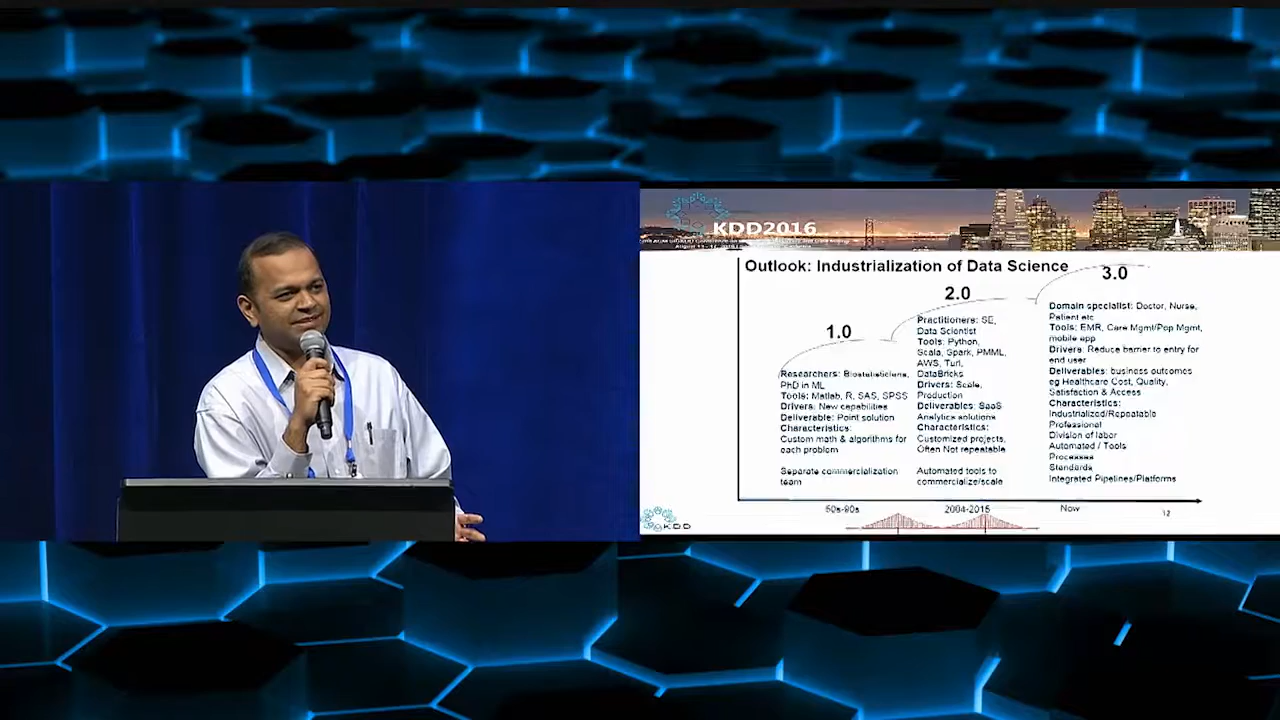 KDD2016
Outlook: Industrialization of Data Science
1.0
Researchers: Biostatisticians,
PhD in ML
Tools: Matlab, R, SAS, SPSS
Drivers: New capabilities
Deliverable: Point solution
Characteristics:
Custom math & algorithms for
each problem
Separate commercialization
team
2.0
Practitioners: SE,
Data Scientist
Tools: Python,
Scala, Spark, PMML,
AWS, Turi,
DataBricks
Drivers: Scale,
Production
Deliverables: SaaS
Analytics solutions
Characteristics:
Customized projects,
Often Not repeatable
Automated tools to
commercialize/scale
3.0
Domain specialist: Doctor, Nurse,
Patient etc
Tools: EMR, Care Mgmt/Pop Mgmt,
mobile app
Drivers: Reduce barrier to entry for
end user
Deliverables: business outcomes
eg Healthcare Cost, Quality,
Satisfaction & Access
Characteristics:
Industrialized/Repeatable
Professional
Division of labor
Automated / Tools
Processes
Standards
Integrated Pipelines/Platforms
60s-90s
2004-2015
Now
12
KDD